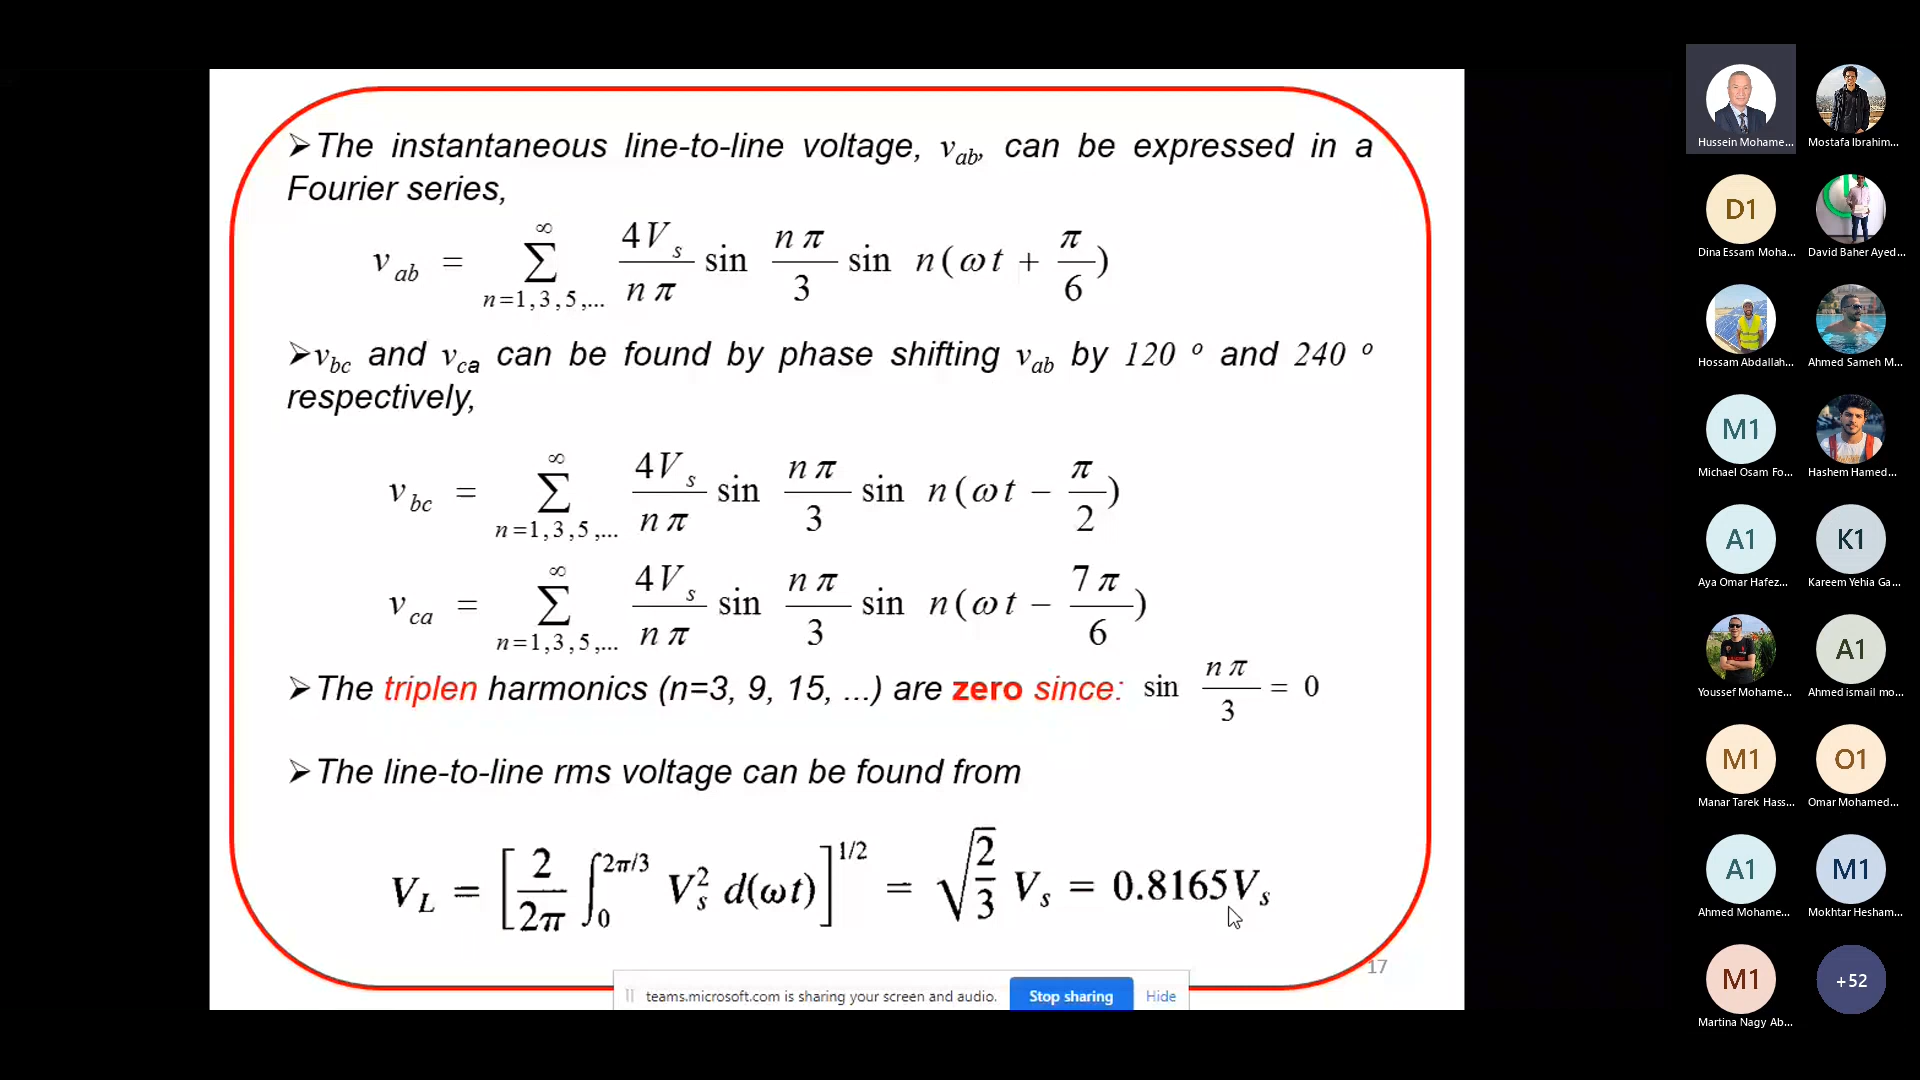 ➢The instantaneous line-to-line voltage, v_ab, can be expressed in a
Fourier series,
v_ab = ∑_{n=1,3,5,...}^{∞} 4V_s/nπ sin nπ/3 sin n(ωt + π/6)
➢v_bc and v_ca can be found by phase shifting v_ab by 120 º and 240 º
respectively,
v_bc = ∑_{n=1,3,5,...}^{∞} 4V_s/nπ sin nπ/3 sin n(ωt − π/2)
v_ca = ∑_{n=1,3,5,...}^{∞} 4V_s/nπ sin nπ/3 sin n(ωt − 7π/6)
➢The triplen harmonics (n=3, 9, 15, ...) are zero since: sin nπ/3 = 0
➢The line-to-line rms voltage can be found from
V_L = [2/2π ∫_0^{2π/3} V_s^2 d(ωt)]^{1/2} = √(2/3) V_s = 0.8165V_s
17
teams.microsoft.com is sharing your screen and audio. Stop sharing Hide
Hussein Mohame... Mostafa Ibrahim...
D1
Dina Essam Moha... David Baher Ayed...
Hossam Abdallah... Ahmed Sameh M...
M1
Michael Osam Fo... Hashem Hamed...
A1 K1
Aya Omar Hafez... Kareem Yehia Ga...
A1
Youssef Mohame... Ahmed ismail mo...
M1 O1
Manar Tarek Hass... Omar Mohamed...
A1 M1
Ahmed Mohame... Mokhtar Hesham...
M1 +52
Martina Nagy Ab...